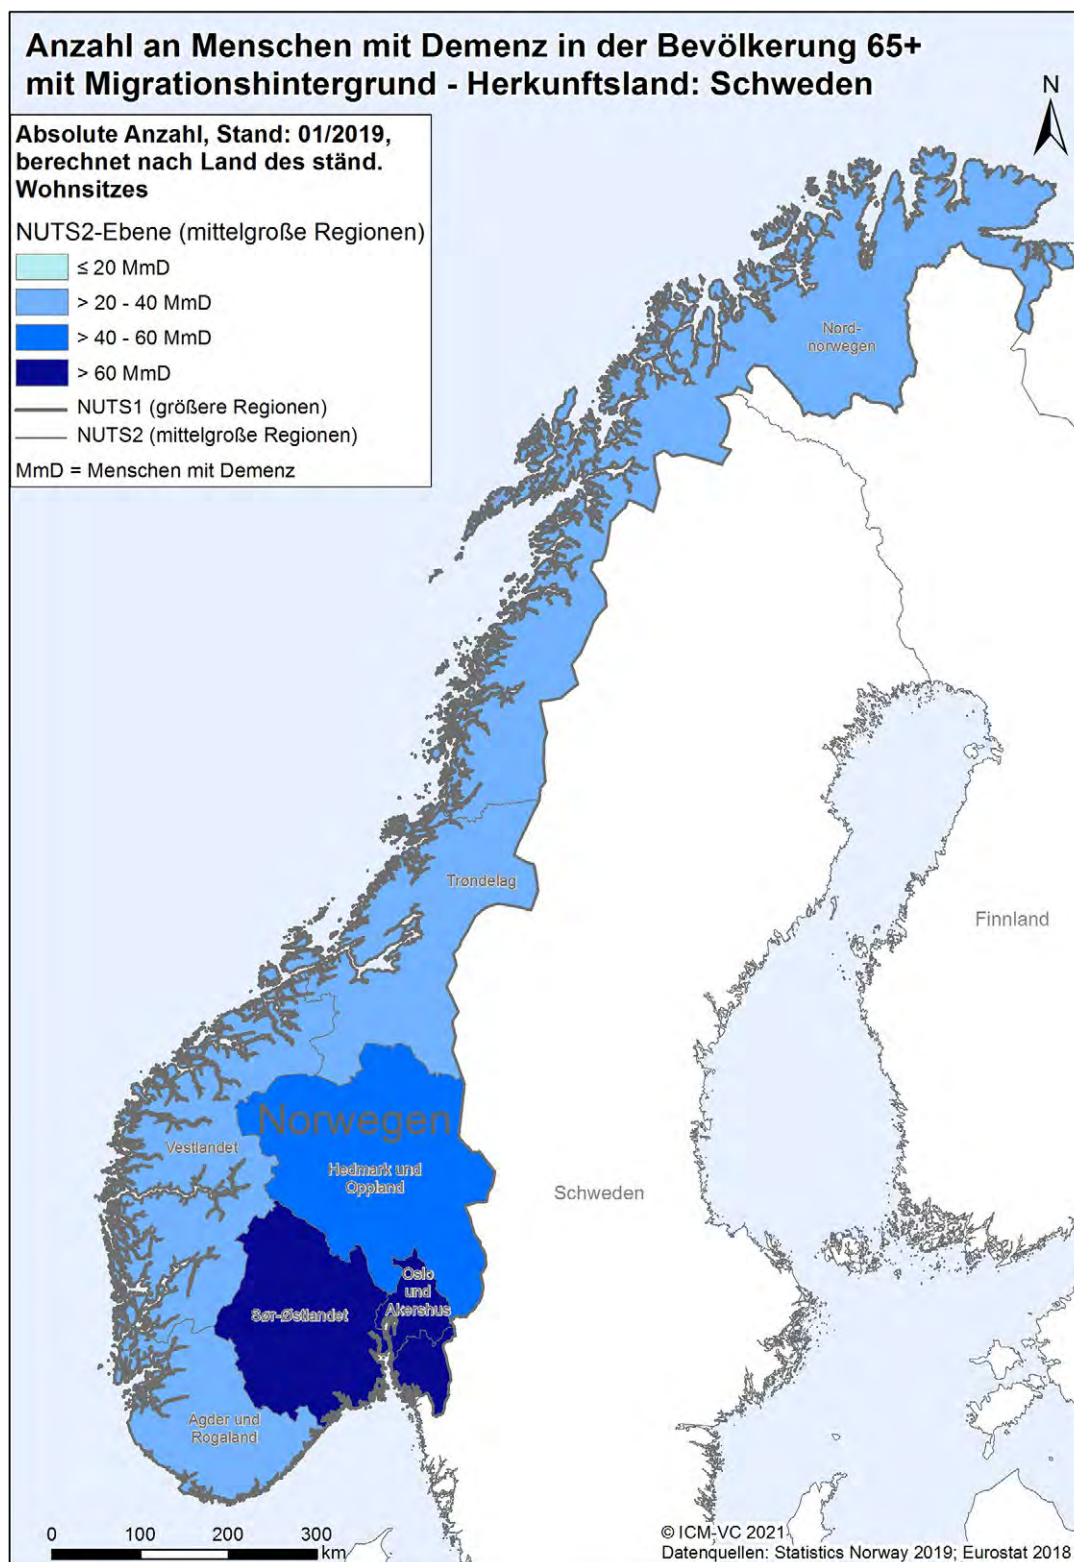 Anzahl an Menschen mit Demenz in der Bevölkerung 65+
mit Migrationshintergrund - Herkunftsland: Schweden
N
Absolute Anzahl, Stand: 01/2019,
berechnet nach Land des ständ.
Wohnsitzes
NUTS2-Ebene (mittelgroße Regionen)
≤ 20 MmD
> 20 - 40 MmD
> 40 - 60 MmD
> 60 MmD
NUTS1 (größere Regionen)
NUTS2 (mittelgroße Regionen)
MmD = Menschen mit Demenz
Nord-
norwegen
Trøndelag
Finnland
Norwegen
Vestlandet
Hedmark und
Oppland
Schweden
Oslo
und
Akershus
Sør-Østlandet
Agder und
Rogaland
0 100 200 300
km
© ICM-VC 2021
Datenquellen: Statistics Norway 2019; Eurostat 2018